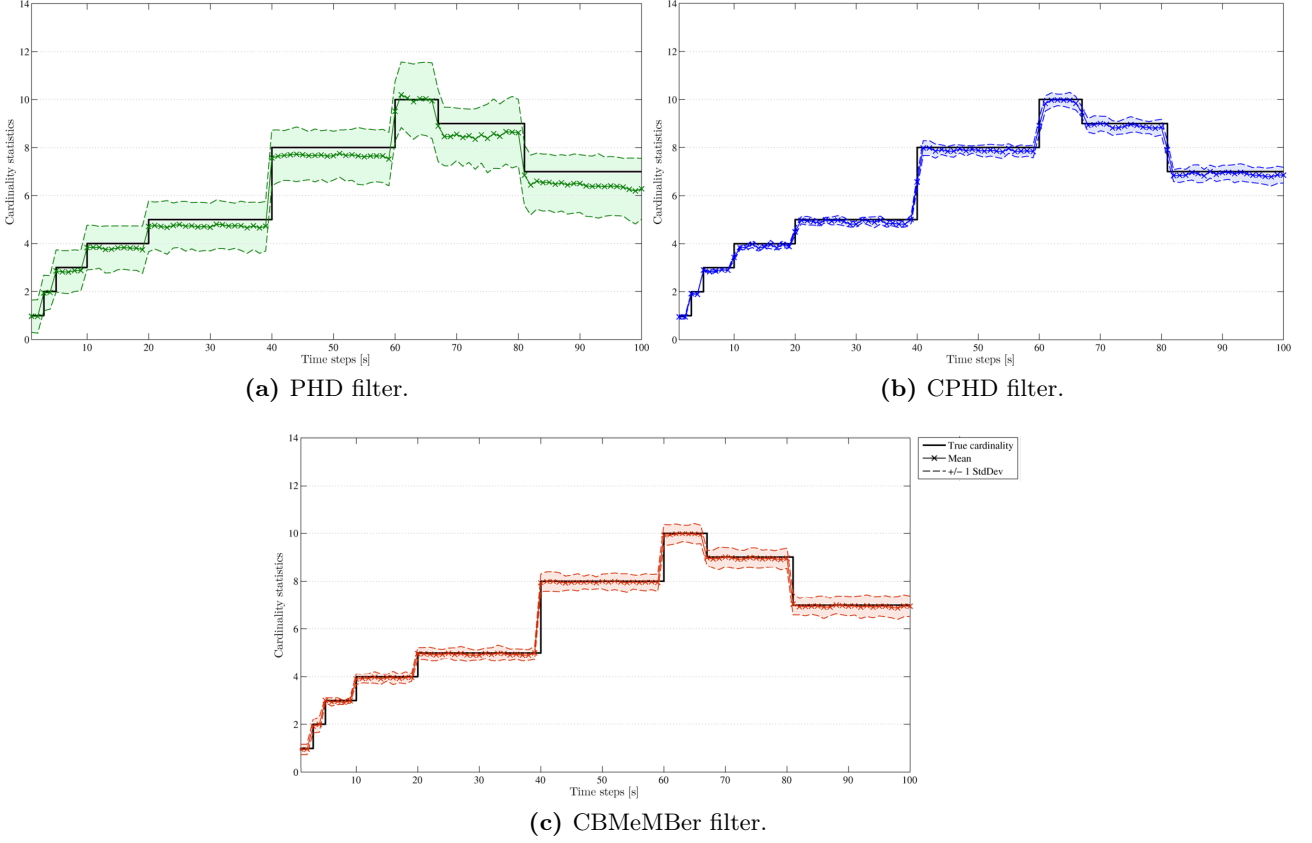 14
12
10
8
6
4
2
0
Cardinality statistics
10 20 30 40 50 60 70 80 90 100
Time steps [s]
(a) PHD filter.
14
12
10
8
6
4
2
0
Cardinality statistics
10 20 30 40 50 60 70 80 90 100
Time steps [s]
(b) CPHD filter.
14
12
10
8
6
4
2
0
Cardinality statistics
10 20 30 40 50 60 70 80 90 100
Time steps [s]
True cardinality
Mean
+/− 1 StdDev
(c) CBMeMBer filter.